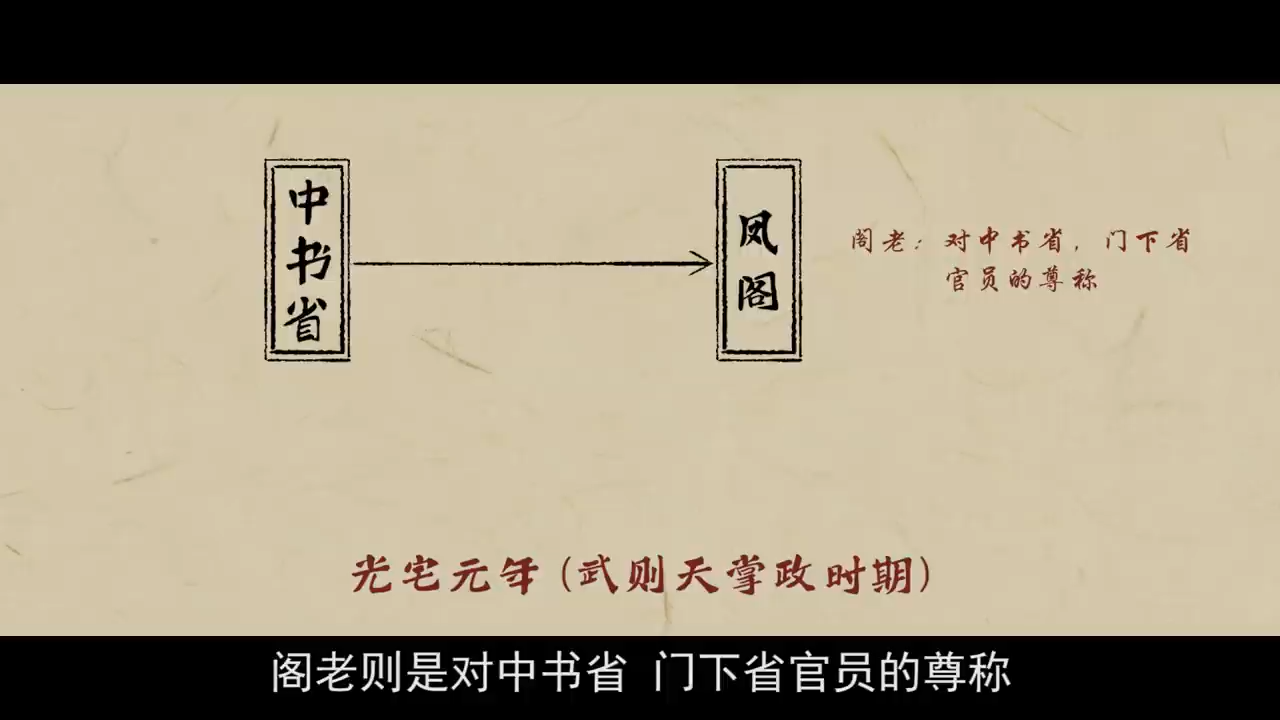 中书省
凤阁
阁老：对中书省，门下省
官员的尊称
光宅元年（武则天掌政时期）
阁老则是对中书省 门下省官员的尊称